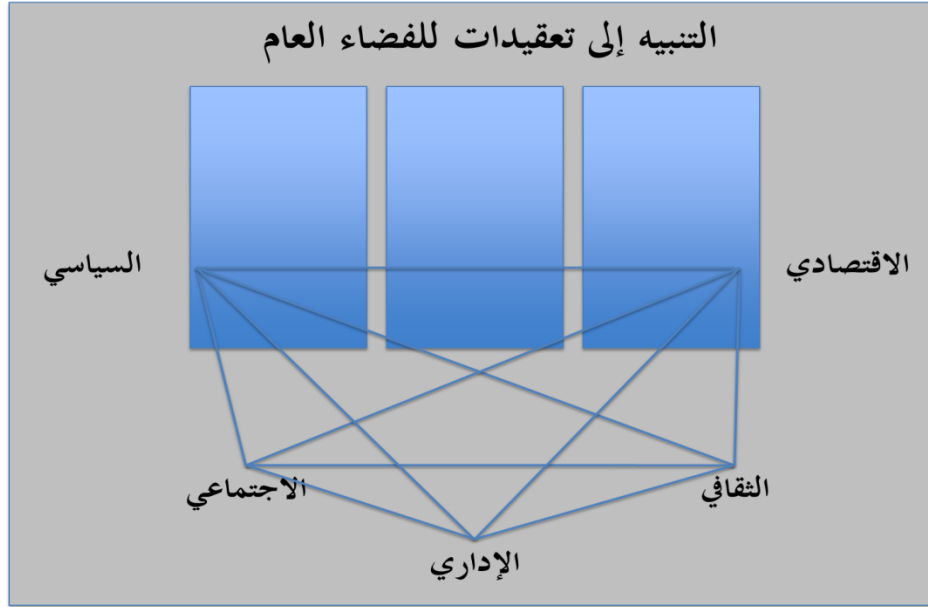 التنبيه إلى تعقيدات للفضاء العام
الاقتصادي
السياسي
الثقافي
الاجتماعي
الإداري